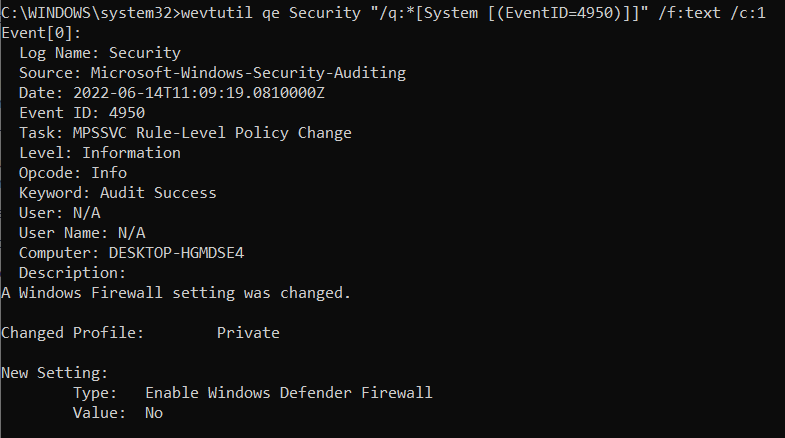 C:\WINDOWS\system32>wevtutil qe Security "/q:*[System [(EventID=4950)]]" /f:text /c:1
Event[0]:
  Log Name: Security
  Source: Microsoft-Windows-Security-Auditing
  Date: 2022-06-14T11:09:19.0810000Z
  Event ID: 4950
  Task: MPSSVC Rule-Level Policy Change
  Level: Information
  Opcode: Info
  Keyword: Audit Success
  User: N/A
  User Name: N/A
  Computer: DESKTOP-HGMDSE4
  Description:
A Windows Firewall setting was changed.

Changed Profile:        Private

New Setting:
        Type:   Enable Windows Defender Firewall
        Value:  No